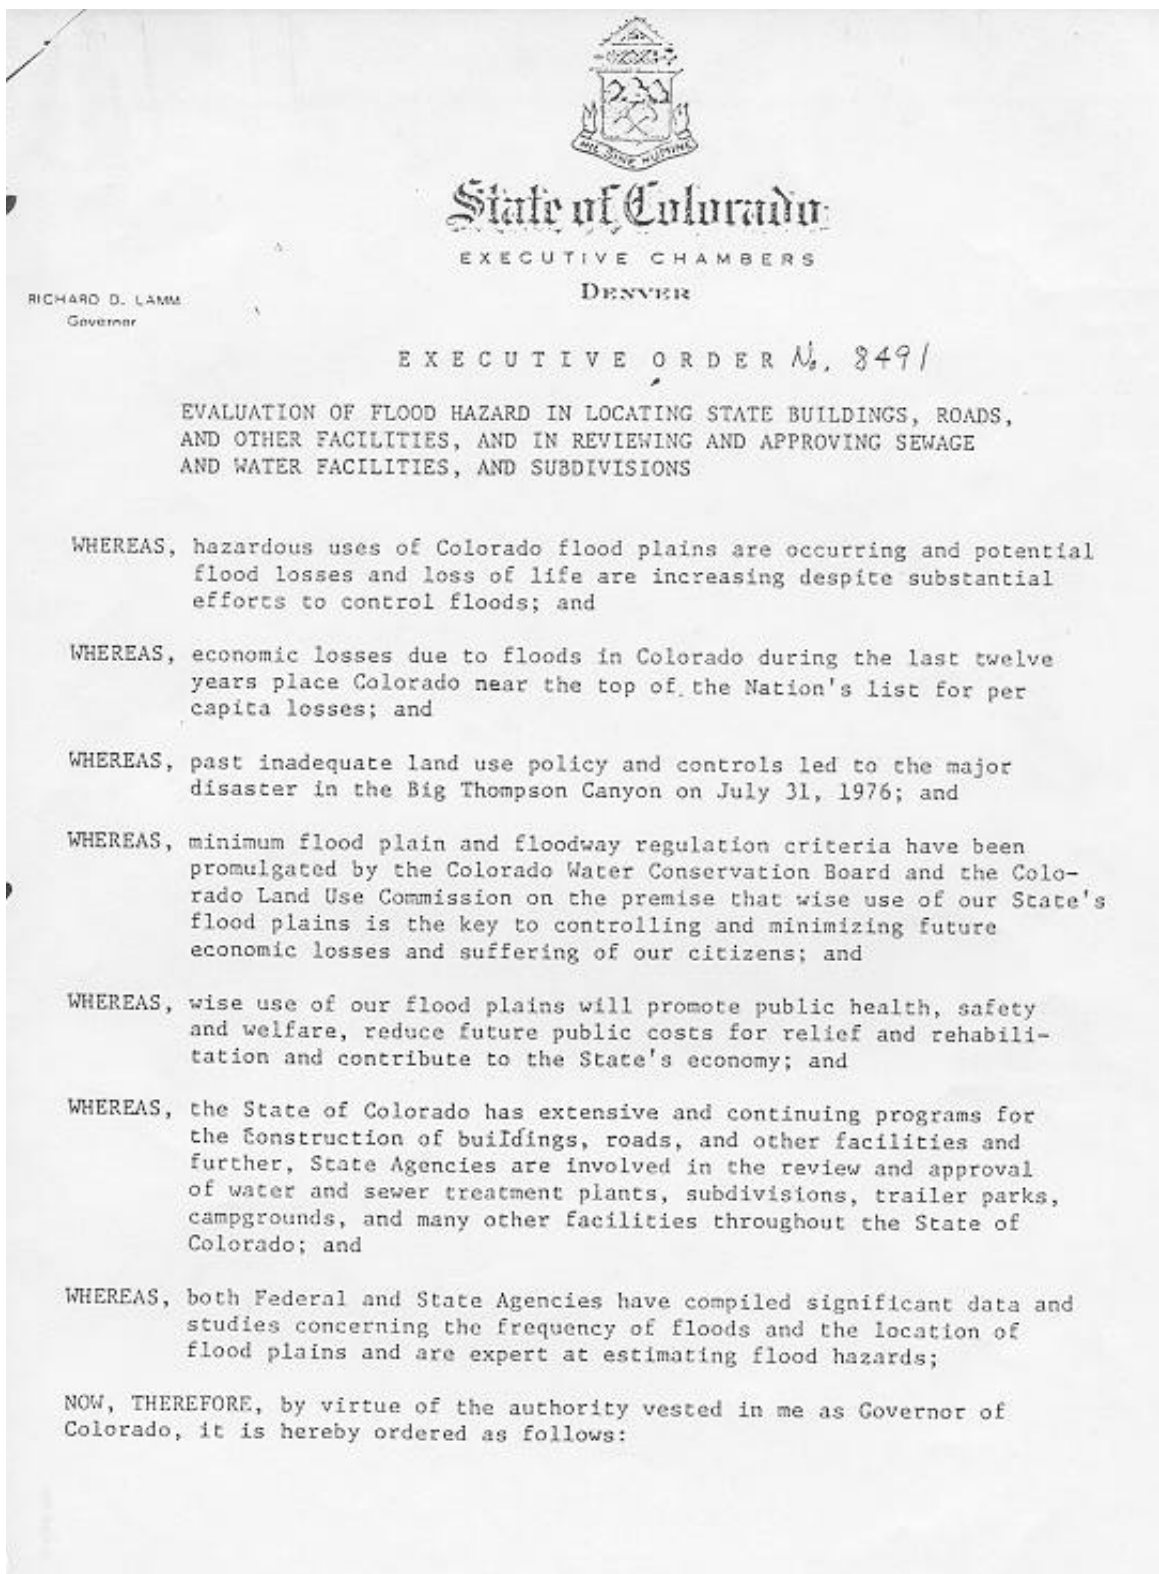 NIL SINE NUMINE
State of Colorado
EXECUTIVE CHAMBERS
DENVER
RICHARD D. LAMM
Governor
EXECUTIVE ORDER No. 8491
EVALUATION OF FLOOD HAZARD IN LOCATING STATE BUILDINGS, ROADS,
AND OTHER FACILITIES, AND IN REVIEWING AND APPROVING SEWAGE
AND WATER FACILITIES, AND SUBDIVISIONS
WHEREAS, hazardous uses of Colorado flood plains are occurring and potential
flood losses and loss of life are increasing despite substantial
efforts to control floods; and
WHEREAS, economic losses due to floods in Colorado during the last twelve
years place Colorado near the top of the Nation's list for per
capita losses; and
WHEREAS, past inadequate land use policy and controls led to the major
disaster in the Big Thompson Canyon on July 31, 1976; and
WHEREAS, minimum flood plain and floodway regulation criteria have been
promulgated by the Colorado Water Conservation Board and the Colo-
rado Land Use Commission on the premise that wise use of our State's
flood plains is the key to controlling and minimizing future
economic losses and suffering of our citizens; and
WHEREAS, wise use of our flood plains will promote public health, safety
and welfare, reduce future public costs for relief and rehabili-
tation and contribute to the State's economy; and
WHEREAS, the State of Colorado has extensive and continuing programs for
the construction of buildings, roads, and other facilities and
further, State Agencies are involved in the review and approval
of water and sewer treatment plants, subdivisions, trailer parks,
campgrounds, and many other facilities throughout the State of
Colorado; and
WHEREAS, both Federal and State Agencies have compiled significant data and
studies concerning the frequency of floods and the location of
flood plains and are expert at estimating flood hazards;
NOW, THEREFORE, by virtue of the authority vested in me as Governor of
Colorado, it is hereby ordered as follows: